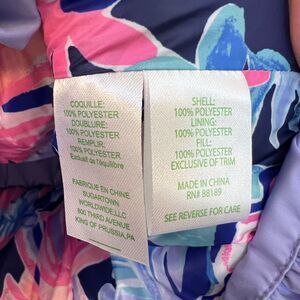 COQUILLE:
100% POLYESTER
DOUBLURE:
100% POLYESTER
REMPLIR:
100% POLYESTER
Exclusif de l'équilibre
FABRIQUE EN CHINE
SUGARTOWN
WORLDWIDE, LLC
800 THIRD AVENUE
KING OF PRUSSIA, PA
SHELL:
100% POLYESTER
LINING:
100% POLYESTER
FILL:
100% POLYESTER
EXCLUSIVE OF TRIM
MADE IN CHINA
RN# 88189
SEE REVERSE FOR CARE